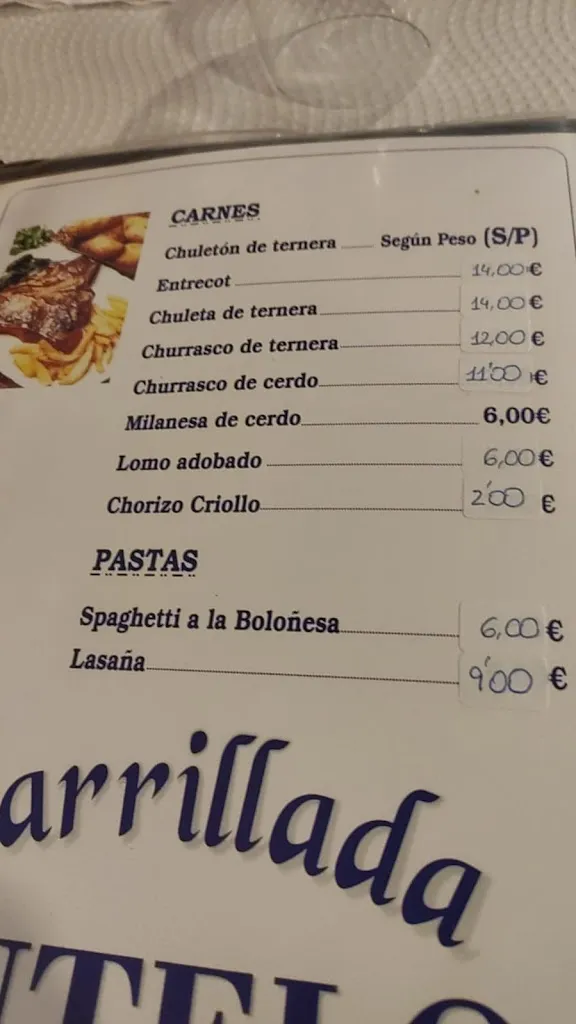 CARNES
Chuletón de ternera Según Peso (S/P)
Entrecot 14,00 €
Chuleta de ternera 14,00 €
Churrasco de ternera 12,00 €
Churrasco de cerdo 11'00 €
Milanesa de cerdo 6,00€
Lomo adobado 6,00 €
Chorizo Criollo 2'00 €
PASTAS
Spaghetti a la Boloñesa 6,00 €
Lasaña 9'00 €
arrillada